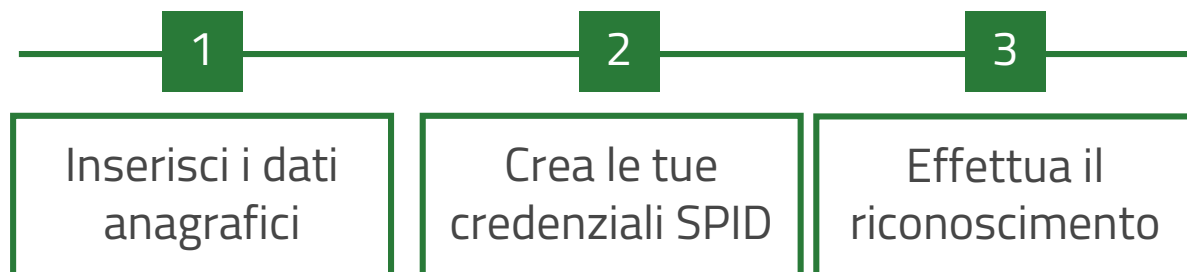 1
2
3
Inserisci i dati
anagrafici
Crea le tue
credenziali SPID
Effettua il
riconoscimento